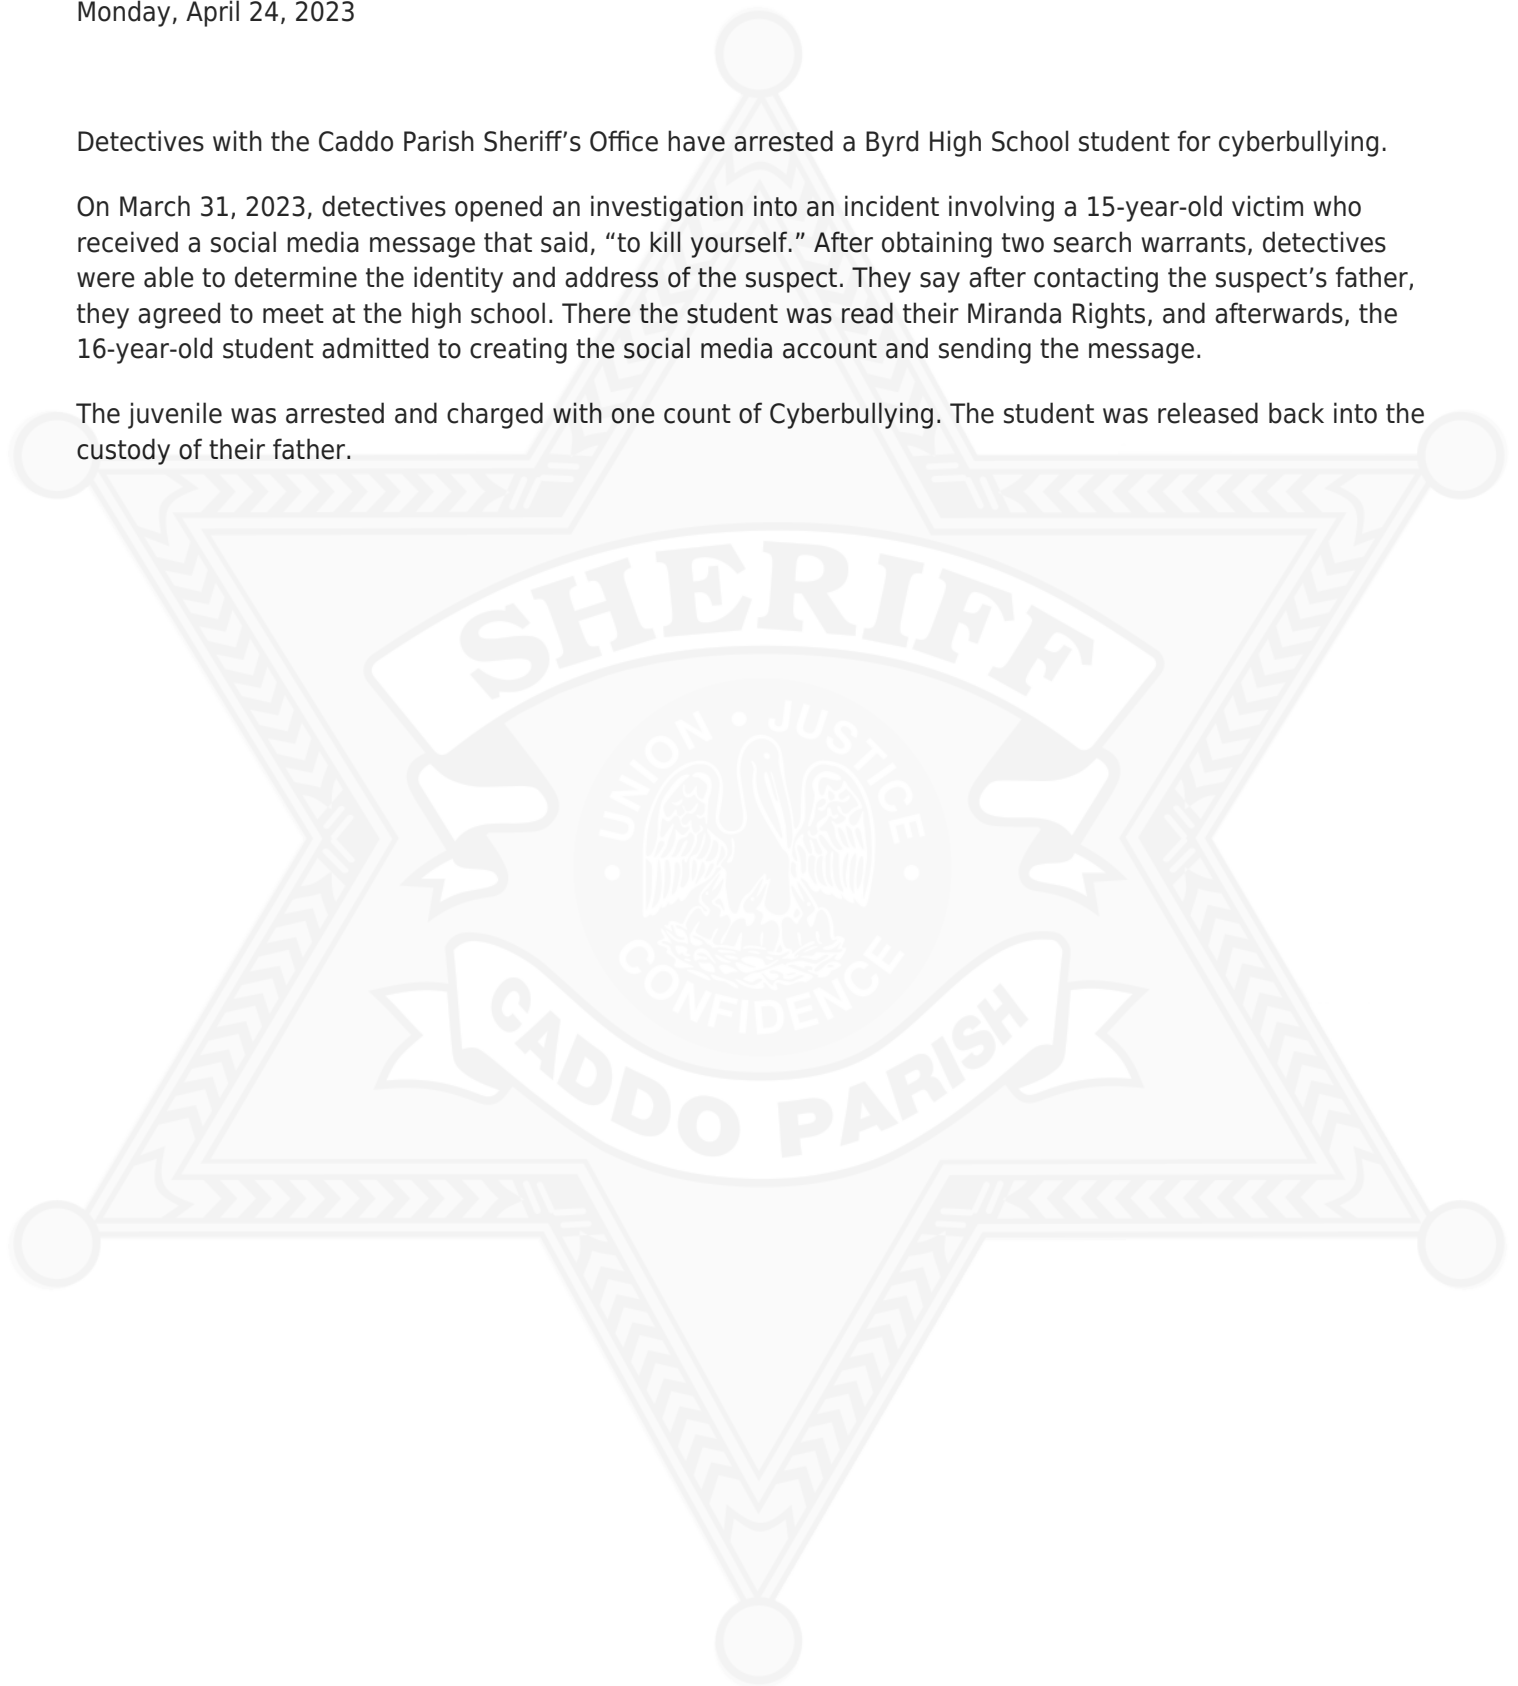 Monday, April 24, 2023
Detectives with the Caddo Parish Sheriff’s Office have arrested a Byrd High School student for cyberbullying.
On March 31, 2023, detectives opened an investigation into an incident involving a 15-year-old victim who
received a social media message that said, “to kill yourself.” After obtaining two search warrants, detectives
were able to determine the identity and address of the suspect. They say after contacting the suspect’s father,
they agreed to meet at the high school. There the student was read their Miranda Rights, and afterwards, the
16-year-old student admitted to creating the social media account and sending the message.
The juvenile was arrested and charged with one count of Cyberbullying. The student was released back into the
custody of their father.
SHERIFF
UNION • JUSTICE
• CONFIDENCE •
CADDO PARISH